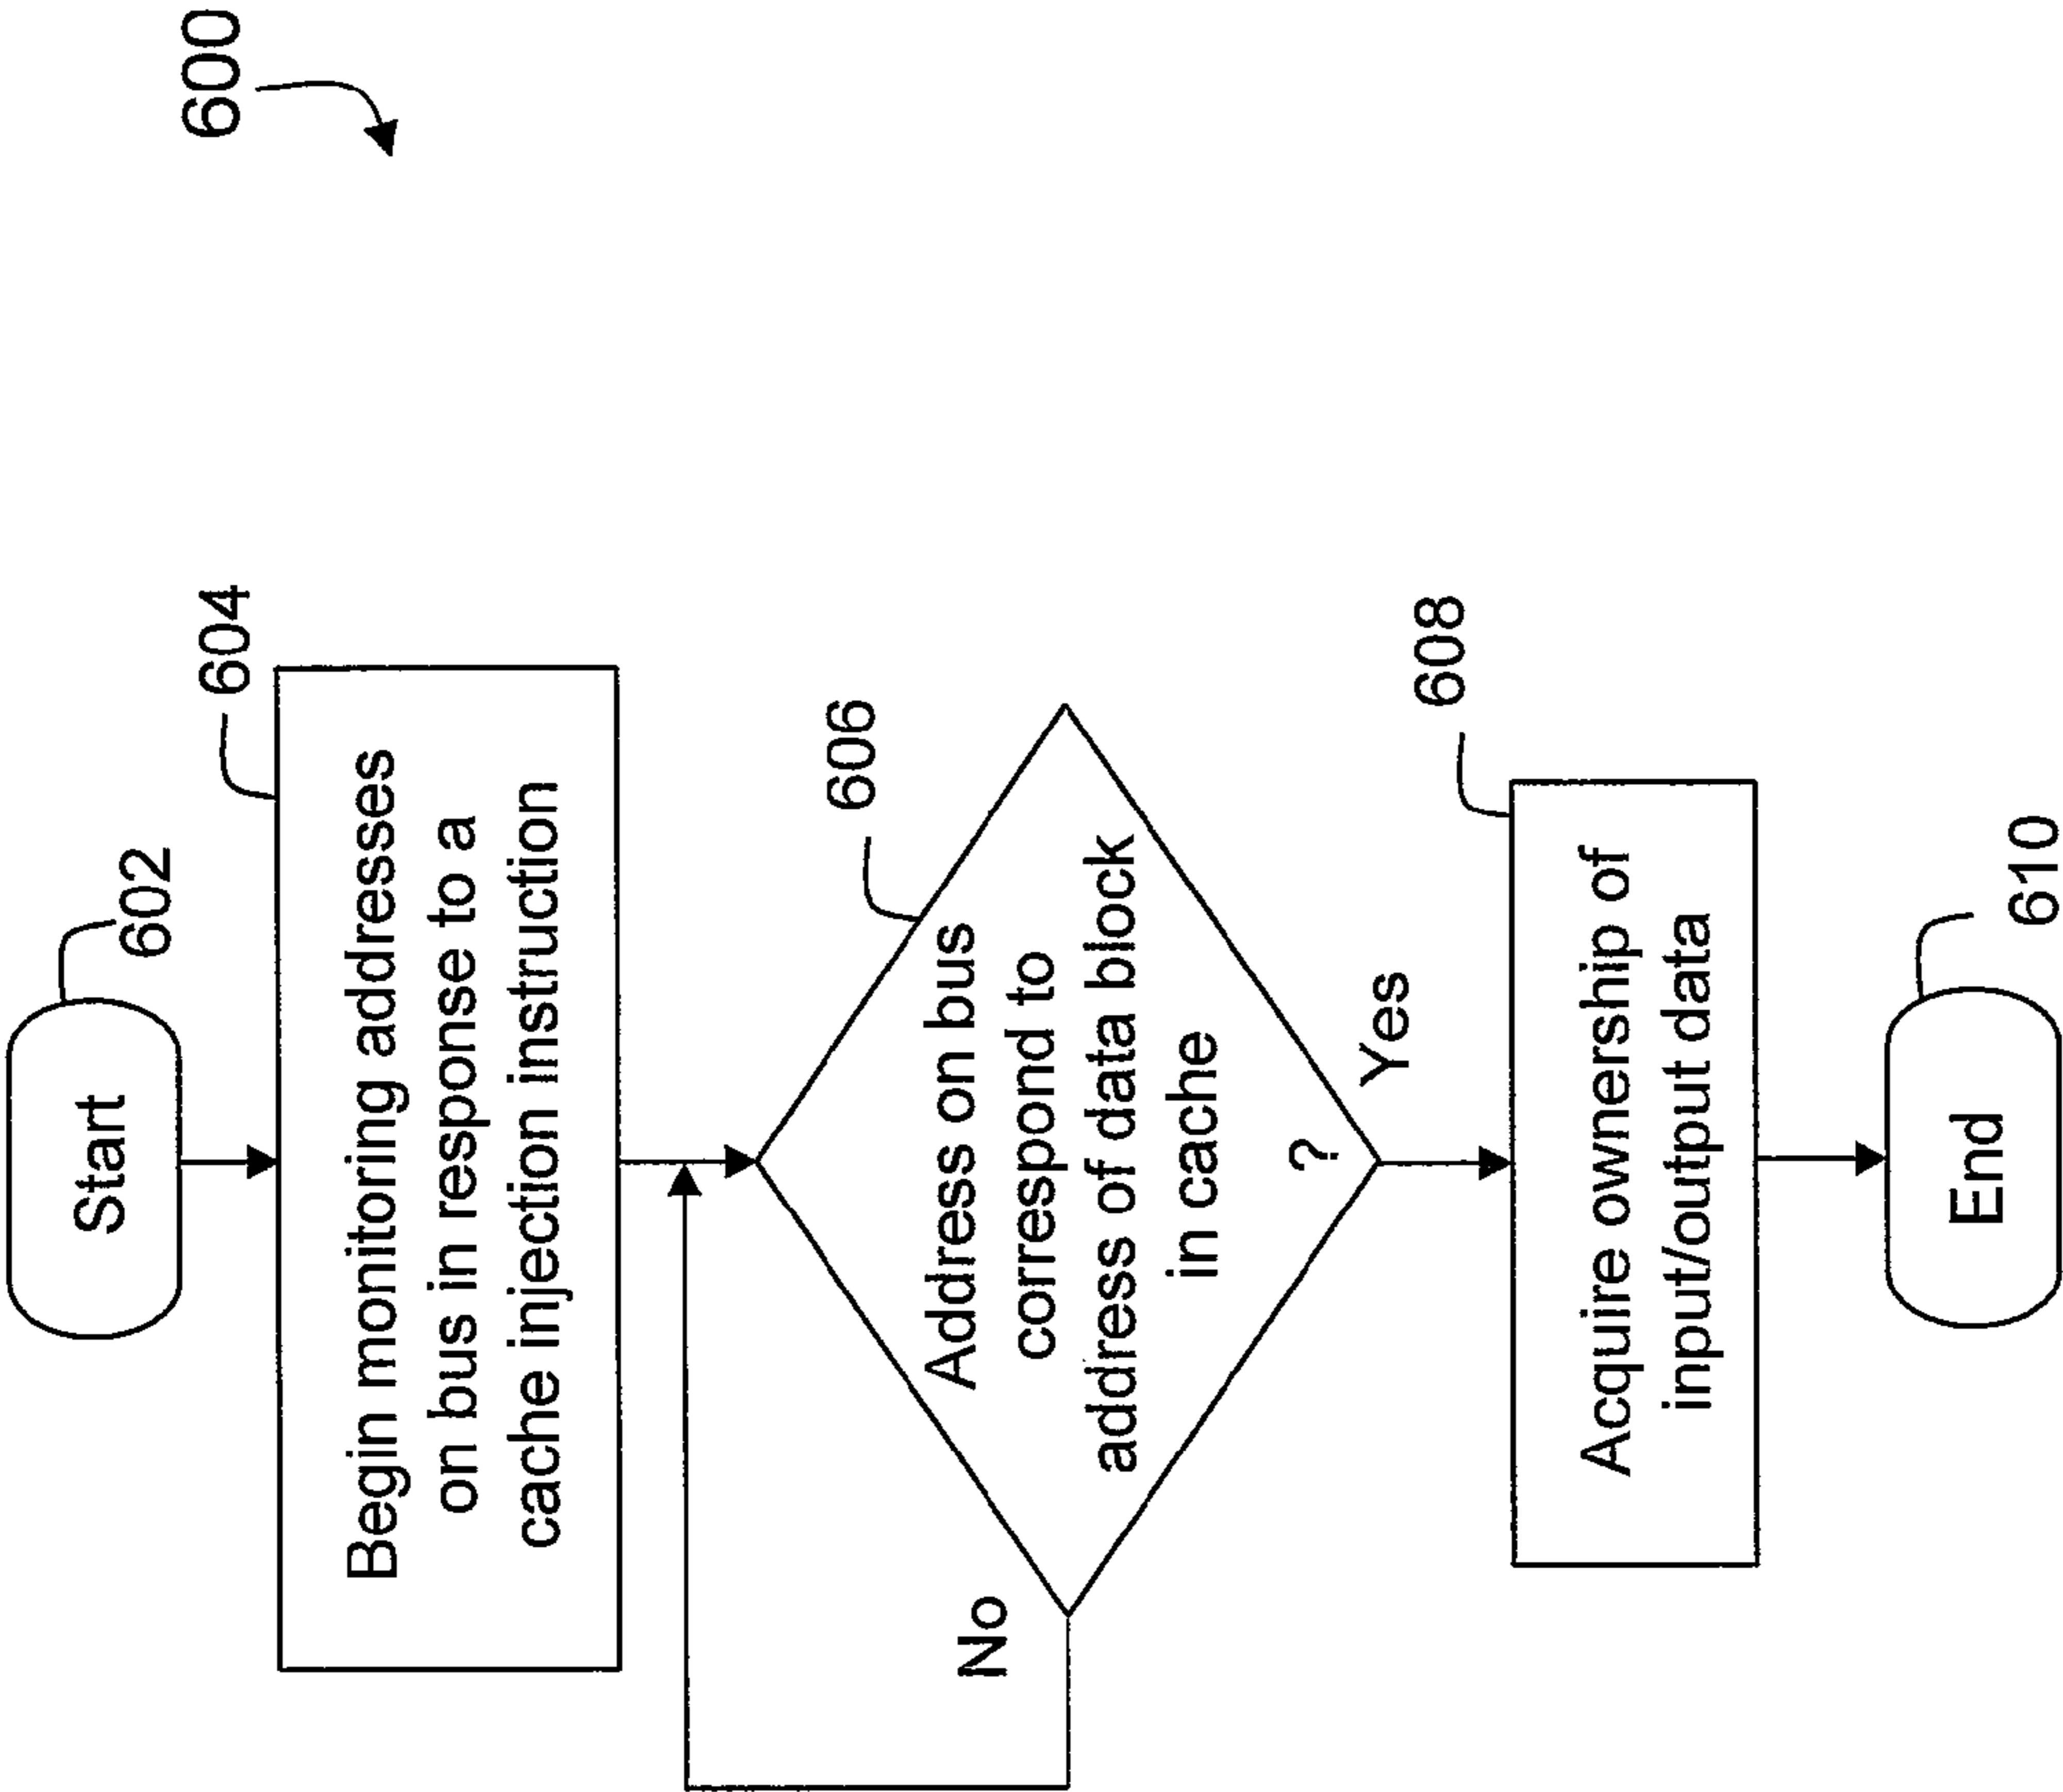 600
602
Start
604
Begin monitoring addresses
on bus in response to a
cache injection instruction
606
Address on bus
correspond to
address of data block
in cache
?
No
Yes
608
Acquire ownership of
input/output data
610
End